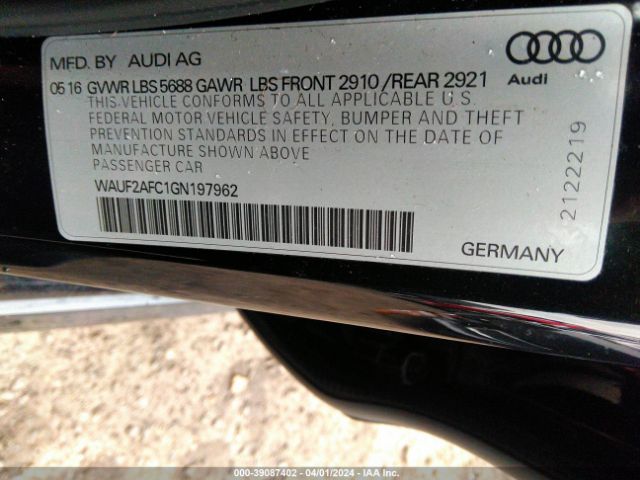 MFD. BY AUDI AG
Audi
05 16 GVWR LBS 5688 GAWR LBS FRONT 2910 /REAR 2921
THIS VEHICLE CONFORMS TO ALL APPLICABLE U.S.
FEDERAL MOTOR VEHICLE SAFETY, BUMPER AND THEFT
PREVENTION STANDARDS IN EFFECT ON THE DATE OF
MANUFACTURE SHOWN ABOVE.
PASSENGER CAR
WAUF2AFC1GN197962
2122219
GERMANY
000-39087402 - 04/01/2024 - IAA Inc.